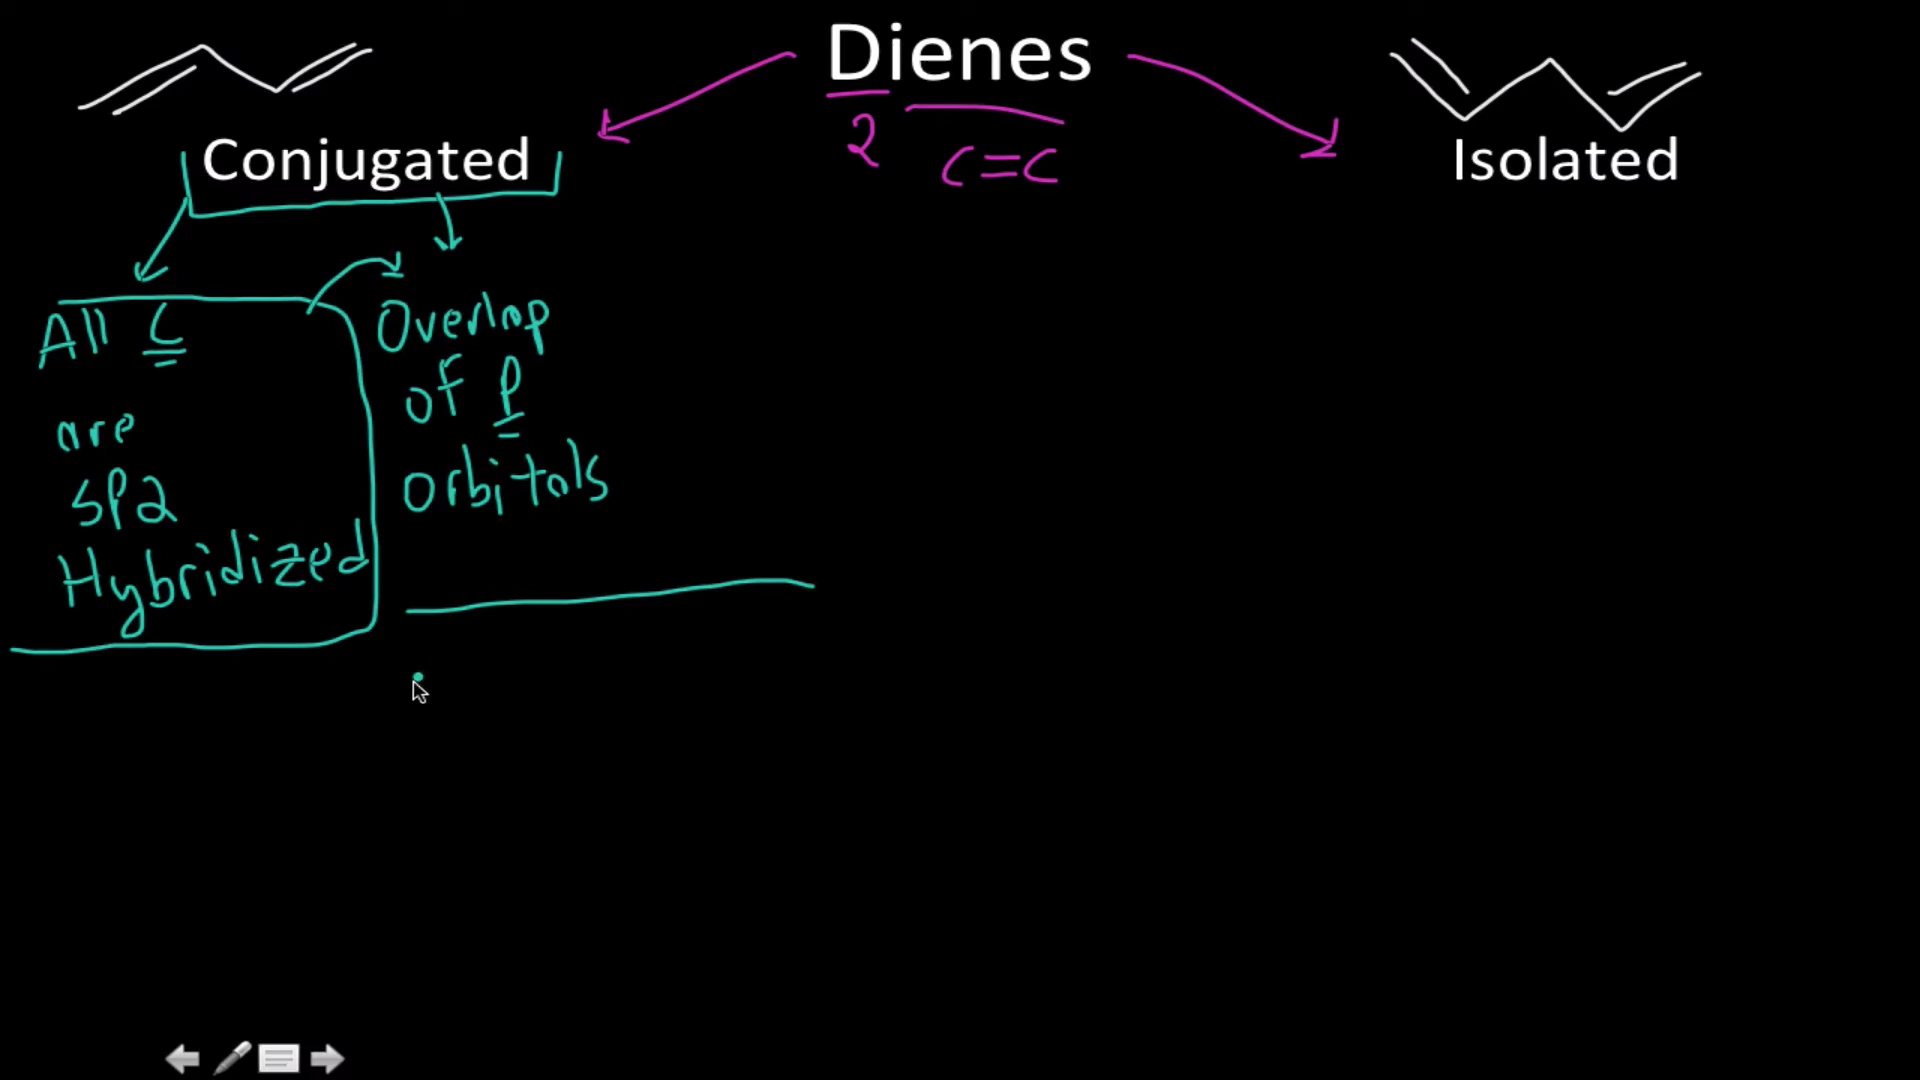 Dienes
2 C=C
Conjugated
Isolated
All C
are
SP2
Hybridized
Overlap
of P
orbitals